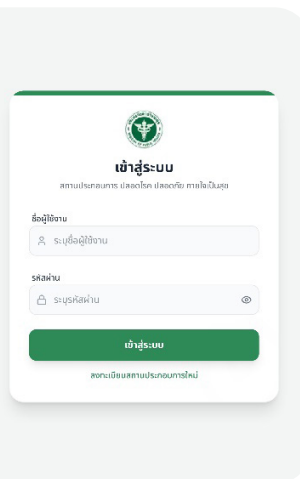 เข้าสู่ระบบ
สถานประกอบการ ปลอดโรค ปลอดภัย กายใจเป็นสุข
ชื่อผู้ใช้งาน
ระบุชื่อผู้ใช้งาน
รหัสผ่าน
ระบุรหัสผ่าน
เข้าสู่ระบบ
ลงทะเบียนสถานประกอบการใหม่